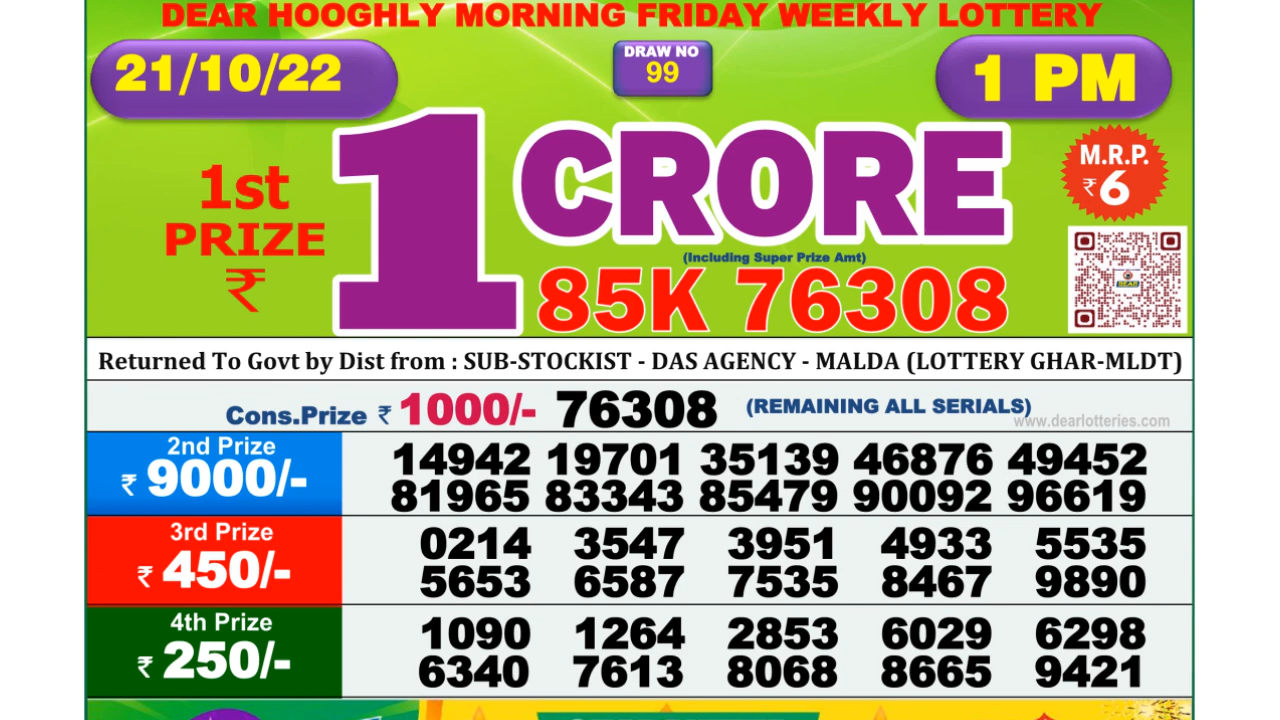 DEAR HOOGHLY MORNING FRIDAY WEEKLY LOTTERY
21/10/22
DRAW NO
99
1 PM
1st
PRIZE
₹
1 CRORE
M.R.P.
₹6
(Including Super Prize Amt)
85K 76308
DEAR
Returned To Govt by Dist from : SUB-STOCKIST - DAS AGENCY - MALDA (LOTTERY GHAR-MLDT)
Cons.Prize ₹ 1000/- 76308 (REMAINING ALL SERIALS)
www.dearlotteries.com
2nd Prize
₹ 9000/-
14942 19701 35139 46876 49452
81965 83343 85479 90092 96619
3rd Prize
₹ 450/-
0214 3547 3951 4933 5535
5653 6587 7535 8467 9890
4th Prize
₹ 250/-
1090 1264 2853 6029 6298
6340 7613 8068 8665 9421